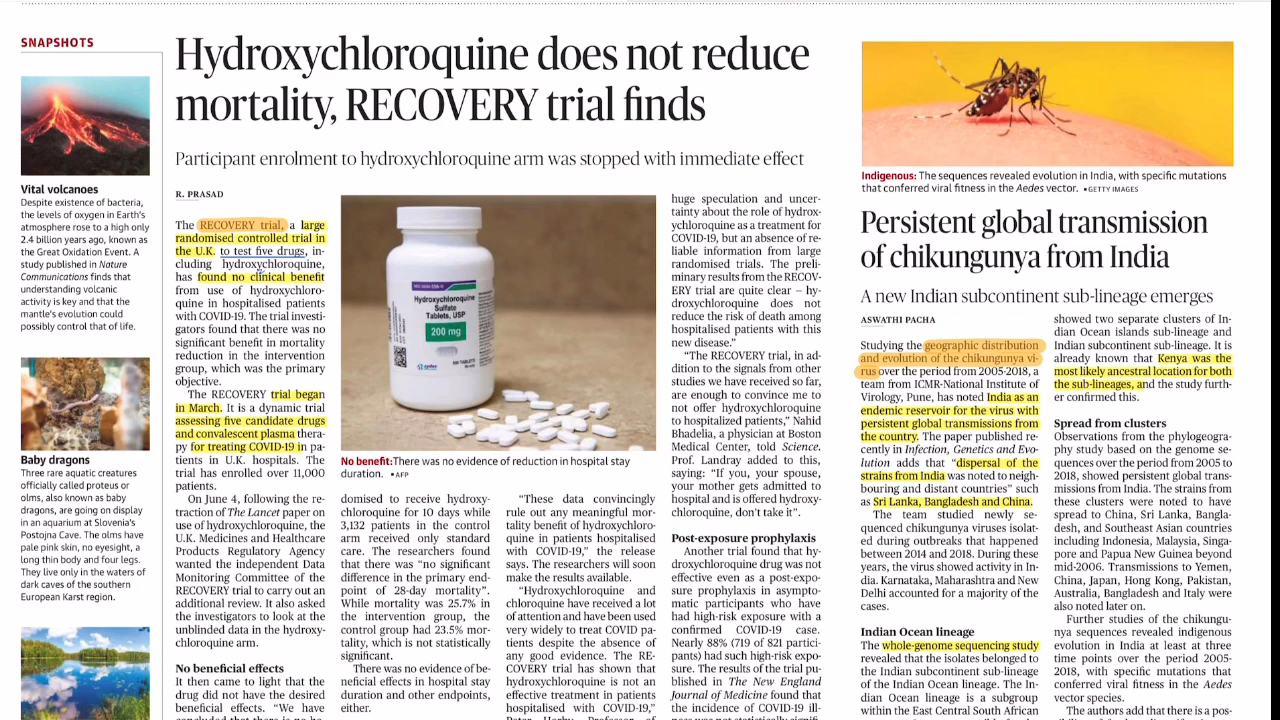 SNAPSHOTS
Vital volcanoes
Despite existence of bacteria,
the levels of oxygen in Earth's
atmosphere rose to a high only
2.4 billion years ago, known as
the Great Oxidation Event. A
study published in Nature
Communications finds that
understanding volcanic
activity is key and that the
mantle's evolution could
possibly control that of life.
Baby dragons
Three rare aquatic creatures
officially called proteus or
olms, also known as baby
dragons, are going on display
in an aquarium at Slovenia's
Postojna Cave. The olms have
pale pink skin, no eyesight, a
long thin body and four legs.
They live only in the waters of
dark caves of the southern
European Karst region.
Hydroxychloroquine does not reduce
mortality, RECOVERY trial finds
Participant enrolment to hydroxychloroquine arm was stopped with immediate effect
R. PRASAD
The RECOVERY trial, a large
randomised controlled trial in
the U.K. to test five drugs, in-
cluding hydroxychloroquine,
has found no clinical benefit
from use of hydroxychloro-
quine in hospitalised patients
with COVID-19. The trial investi-
gators found that there was no
significant benefit in mortality
reduction in the intervention
group, which was the primary
objective.
The RECOVERY trial began
in March. It is a dynamic trial
assessing five candidate drugs
and convalescent plasma thera-
py for treating COVID-19 in pa-
tients in U.K. hospitals. The
trial has enrolled over 11,000
patients.
On June 4, following the re-
traction of The Lancet paper on
use of hydroxychloroquine, the
U.K. Medicines and Healthcare
Products Regulatory Agency
wanted the independent Data
Monitoring Committee of the
RECOVERY trial to carry out an
additional review. It also asked
the investigators to look at the
unblinded data in the hydroxy-
chloroquine arm.
No beneficial effects
It then came to light that the
drug did not have the desired
beneficial effects. "We have
Hydroxychloroquine
Sulfate
Tablets, USP
200 mg
No benefit:There was no evidence of reduction in hospital stay
duration. •AFP
domised to receive hydroxy-
chloroquine for 10 days while
3,132 patients in the control
arm received only standard
care. The researchers found
that there was "no significant
difference in the primary end-
point of 28-day mortality".
While mortality was 25.7% in
the intervention group, the
control group had 23.5% mor-
tality, which is not statistically
significant.
There was no evidence of be-
neficial effects in hospital stay
duration and other endpoints,
either.
"These data convincingly
rule out any meaningful mor-
tality benefit of hydroxychloro-
quine in patients hospitalised
with COVID-19," the release
says. The researchers will soon
make the results available.
"Hydroxychloroquine and
chloroquine have received a lot
of attention and have been used
very widely to treat COVID pa-
tients despite the absence of
any good evidence. The RE-
COVERY trial has shown that
hydroxychloroquine is not an
effective treatment in patients
hospitalised with COVID-19,"
huge speculation and uncer-
tainty about the role of hydrox-
ychloroquine as a treatment for
COVID-19, but an absence of re-
liable information from large
randomised trials. The preli-
minary results from the RECOV-
ERY trial are quite clear – hy-
droxychloroquine does not
reduce the risk of death among
hospitalised patients with this
new disease."
"The RECOVERY trial, in ad-
dition to the signals from other
studies we have received so far,
are enough to convince me to
not offer hydroxychloroquine
to hospitalized patients," Nahid
Bhadelia, a physician at Boston
Medical Center, told Science.
Prof. Landray added to this,
saying: "If you, your spouse,
your mother gets admitted to
hospital and is offered hydroxy-
chloroquine, don't take it".
Post-exposure prophylaxis
Another trial found that hy-
droxychloroquine drug was not
effective even as a post-expo-
sure prophylaxis in asympto-
matic participants who have
had high-risk exposure with a
confirmed COVID-19 case.
Nearly 88% (719 of 821 partici-
pants) had such high-risk expo-
sure. The results of the trial pu-
blished in The New England
Journal of Medicine found that
the incidence of COVID-19 ill-
Indigenous: The sequences revealed evolution in India, with specific mutations
that conferred viral fitness in the Aedes vector. •GETTY IMAGES
Persistent global transmission
of chikungunya from India
A new Indian subcontinent sub-lineage emerges
ASWATHI PACHA
Studying the geographic distribution
and evolution of the chikungunya vi-
rus over the period from 2005-2018, a
team from ICMR-National Institute of
Virology, Pune, has noted India as an
endemic reservoir for the virus with
persistent global transmissions from
the country. The paper published re-
cently in Infection, Genetics and Evo-
lution adds that "dispersal of the
strains from India was noted to neigh-
bouring and distant countries" such
as Sri Lanka, Bangladesh and China.
The team studied newly se-
quenced chikungunya viruses isolat-
ed during outbreaks that happened
between 2014 and 2018. During these
years, the virus showed activity in In-
dia. Karnataka, Maharashtra and New
Delhi accounted for a majority of the
cases.
Indian Ocean lineage
The whole-genome sequencing study
revealed that the isolates belonged to
the Indian subcontinent sub-lineage
of the Indian Ocean lineage. The In-
dian Ocean lineage is a subgroup
within the East Central South African
showed two separate clusters of In-
dian Ocean islands sub-lineage and
Indian subcontinent sub-lineage. It is
already known that Kenya was the
most likely ancestral location for both
the sub-lineages, and the study furth-
er confirmed this.
Spread from clusters
Observations from the phylogeogra-
phy study based on the genome se-
quences over the period from 2005 to
2018, showed persistent global trans-
missions from India. The strains from
these clusters were noted to have
spread to China, Sri Lanka, Bangla-
desh, and Southeast Asian countries
including Indonesia, Malaysia, Singa-
pore and Papua New Guinea beyond
mid-2006. Transmissions to Yemen,
China, Japan, Hong Kong, Pakistan,
Australia, Bangladesh and Italy were
also noted later on.
Further studies of the chikungu-
nya sequences revealed indigenous
evolution in India at least at three
time points over the period 2005-
2018, with specific mutations that
conferred viral fitness in the Aedes
vector species.
The authors add that there is a pos-